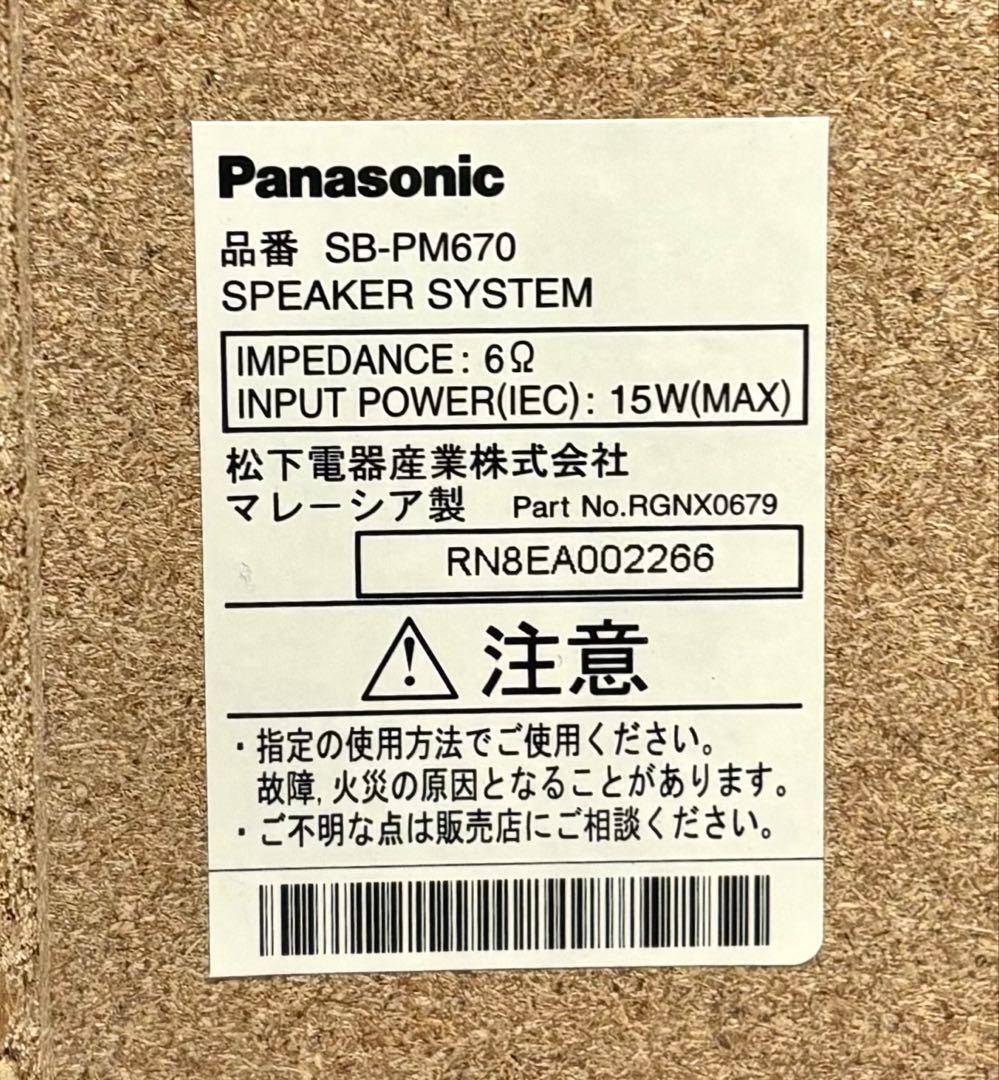 Panasonic
品番 SB-PM670
SPEAKER SYSTEM
IMPEDANCE: 6Ω
INPUT POWER(IEC): 15W(MAX)
松下電器産業株式会社
マレーシア製 Part No.RGNX0679
RN8EA002266
注意
・指定の使用方法でご使用ください。
故障,火災の原因となることがあります。
・ご不明な点は販売店にご相談ください。